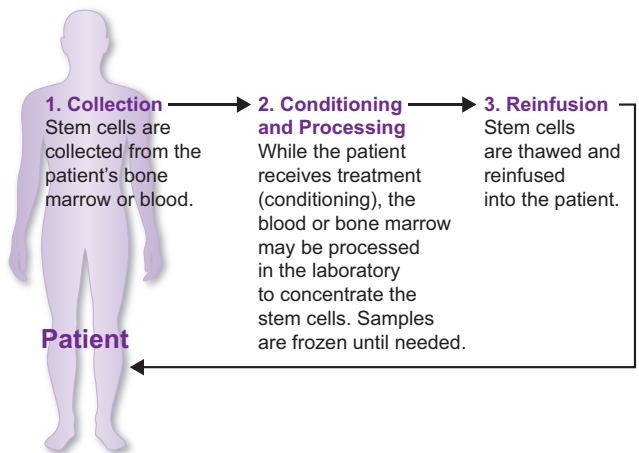 1. Collection
Stem cells are
collected from the
patient's bone
marrow or blood.
2. Conditioning
and Processing
While the patient
receives treatment
(conditioning), the
blood or bone marrow
may be processed
in the laboratory
to concentrate the
stem cells. Samples
are frozen until needed.
3. Reinfusion
Stem cells
are thawed and
reinfused
into the patient.
Patient